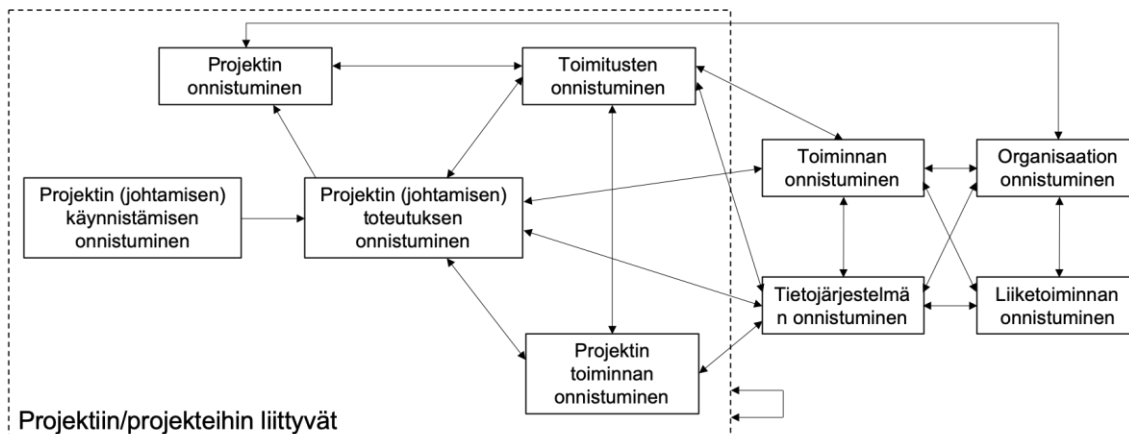 Projektin
onnistuminen
Toimitusten
onnistuminen
Toiminnan
onnistuminen
Organisaation
onnistuminen
Projektin (johtamisen)
käynnistämisen
onnistuminen
Projektin (johtamisen)
toteutuksen
onnistuminen
Tietojärjestelmä
n onnistuminen
Liiketoiminnan
onnistuminen
Projektin
toiminnan
onnistuminen
Projektiin/projekteihin liittyvät